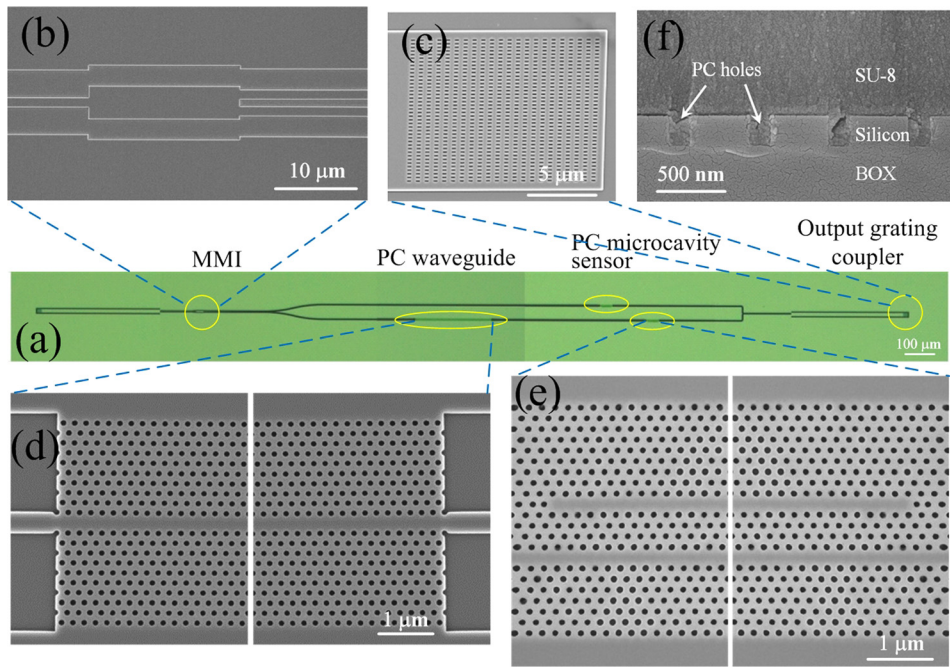 (b)
10 μm
(c)
5 μm
(f)
PC holes
SU-8
Silicon
BOX
500 nm
MMI
PC waveguide
PC microcavity
sensor
Output grating
coupler
(a)
100 μm
(d)
1 μm
(e)
1 μm